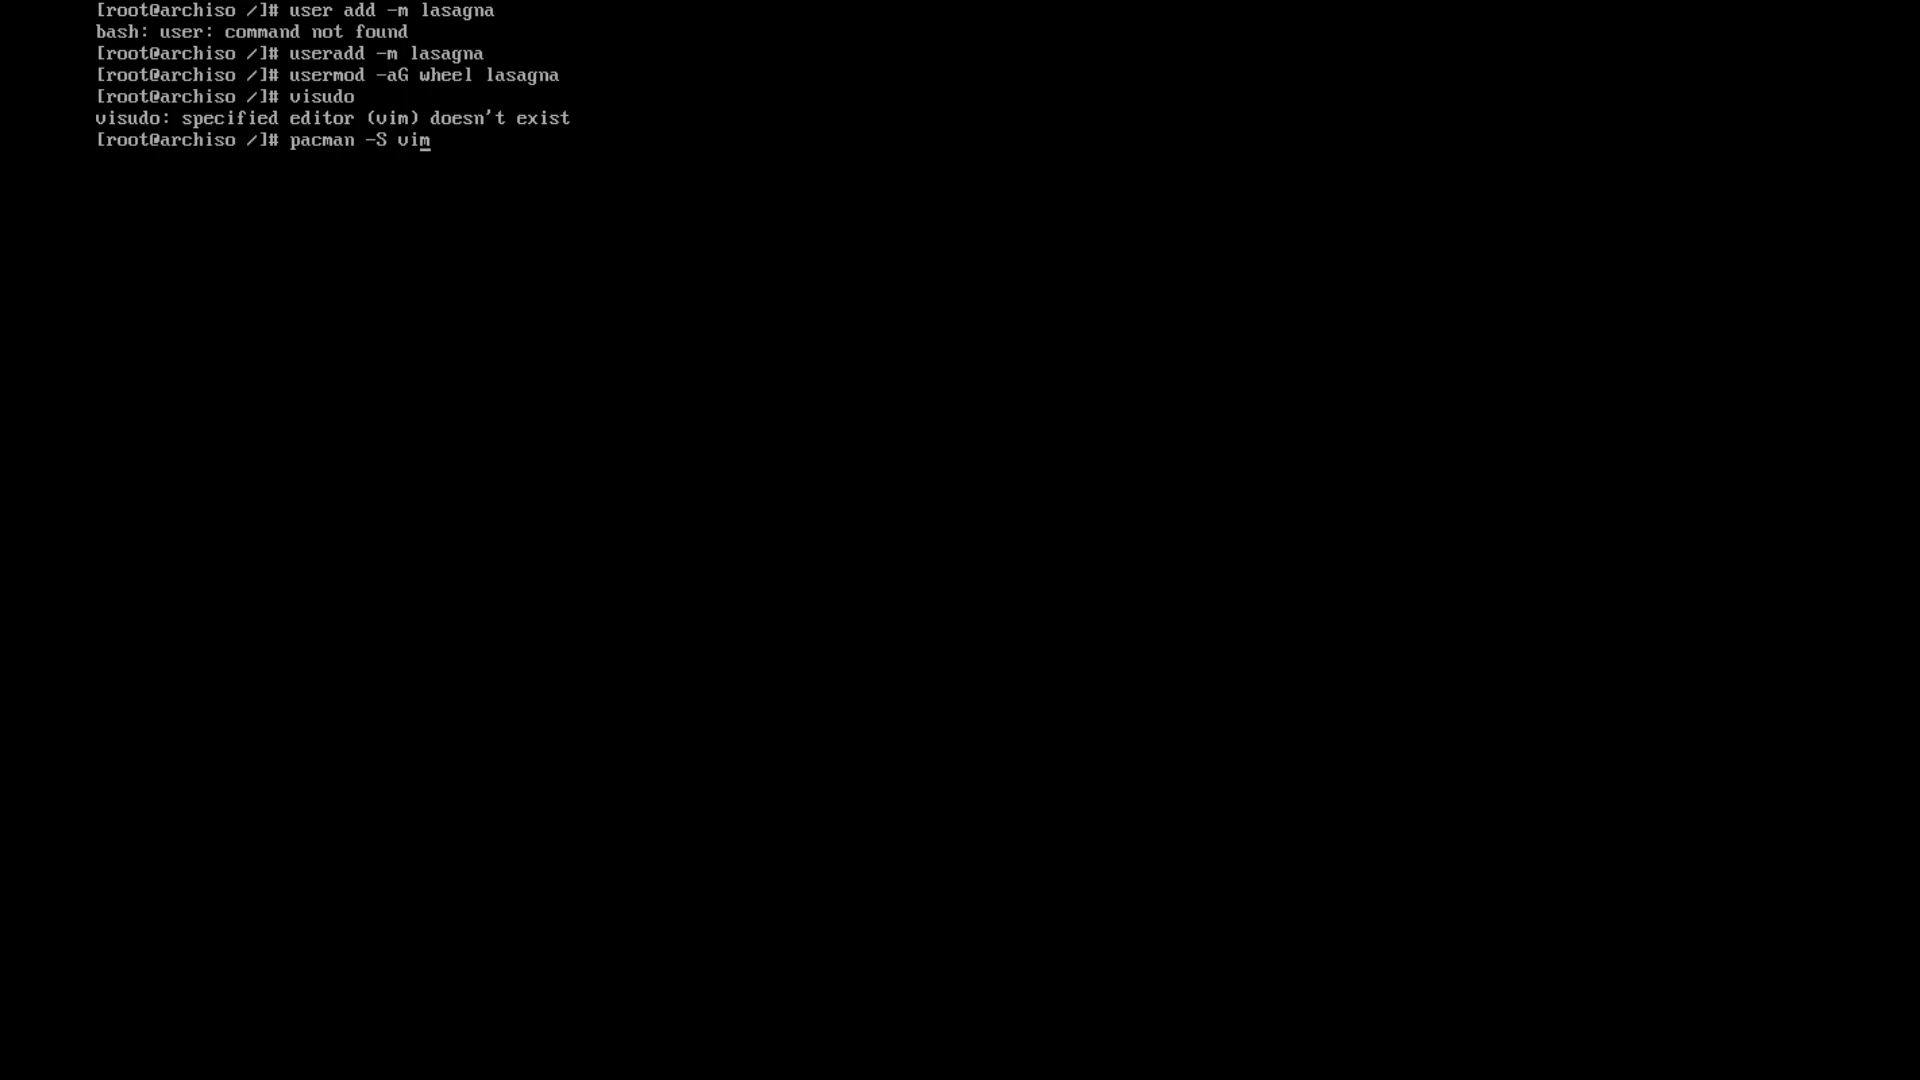 [root@archiso /]# user add -m lasagna
bash: user: command not found
[root@archiso /]# useradd -m lasagna
[root@archiso /]# usermod -aG wheel lasagna
[root@archiso /]# visudo
visudo: specified editor (vim) doesn't exist
[root@archiso /]# pacman -S vim